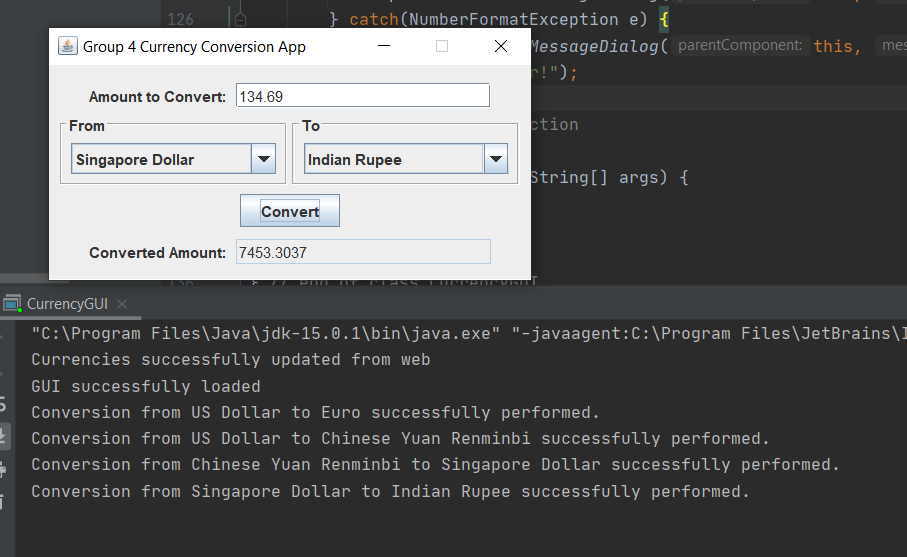 126
} catch(NumberFormatException e) {
Group 4 Currency Conversion App
MessageDialog( parentComponent: this, mes
r!");
Amount to Convert: 134.69
ction
From
To
Singapore Dollar
Indian Rupee
String[] args) {
Convert
Converted Amount: 7453.3037
} // end of class CurrencyGUI
CurrencyGUI
"C:\Program Files\Java\jdk-15.0.1\bin\java.exe" "-javaagent:C:\Program Files\JetBrains\I
Currencies successfully updated from web
GUI successfully loaded
Conversion from US Dollar to Euro successfully performed.
Conversion from US Dollar to Chinese Yuan Renminbi successfully performed.
Conversion from Chinese Yuan Renminbi to Singapore Dollar successfully performed.
Conversion from Singapore Dollar to Indian Rupee successfully performed.